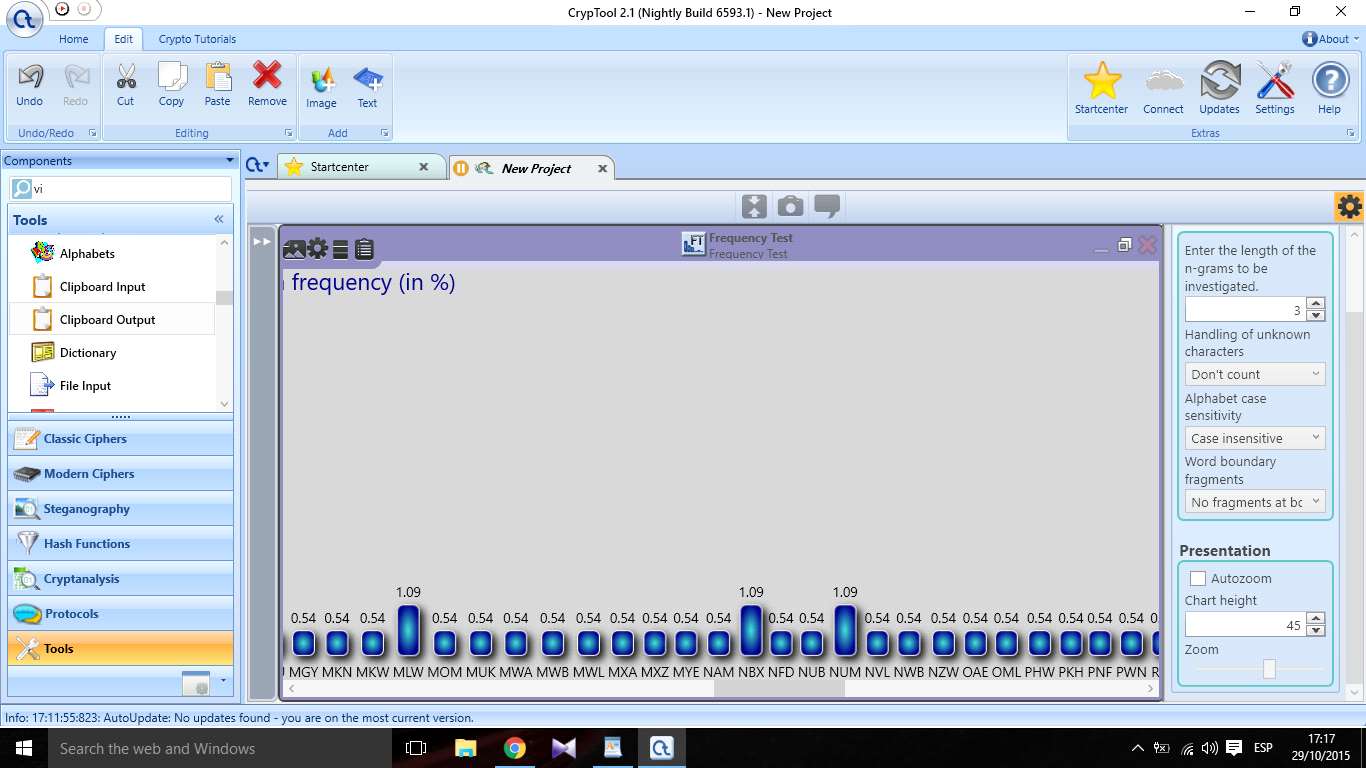 CrypTool 2.1 (Nightly Build 6593.1) - New Project
Home Edit Crypto Tutorials About
Undo Redo Cut Copy Paste Remove Image Text Startcenter Connect Updates Settings Help
Undo/Redo Editing Add Extras
Components
vi
Tools
Alphabets
Clipboard Input
Clipboard Output
Dictionary
File Input
Classic Ciphers
Modern Ciphers
Steganography
Hash Functions
Cryptanalysis
Protocols
Tools
Startcenter New Project
FT
Frequency Test
Frequency Test
frequency (in %)
1.09 1.09 1.09
0.54 0.54 0.54 0.54 0.54 0.54 0.54 0.54 0.54 0.54 0.54 0.54 0.54 0.54 0.54 0.54 0.54 0.54 0.54 0.54 0.54 0.54 0.54
MGY MKN MKW MLW MOM MUK MWA MWB MWL MXA MXZ MYE NAM NBX NFD NUB NUM NVL NWB NZW OAE OML PHW PKH PNF PWN
Enter the length of the
n-grams to be
investigated.
3
Handling of unknown
characters
Don't count
Alphabet case
sensitivity
Case insensitive
Word boundary
fragments
No fragments at bc
Presentation
Autozoom
Chart height
45
Zoom
Info: 17:11:55:823: AutoUpdate: No updates found - you are on the most current version.
Search the web and Windows
ESP
17:17
29/10/2015